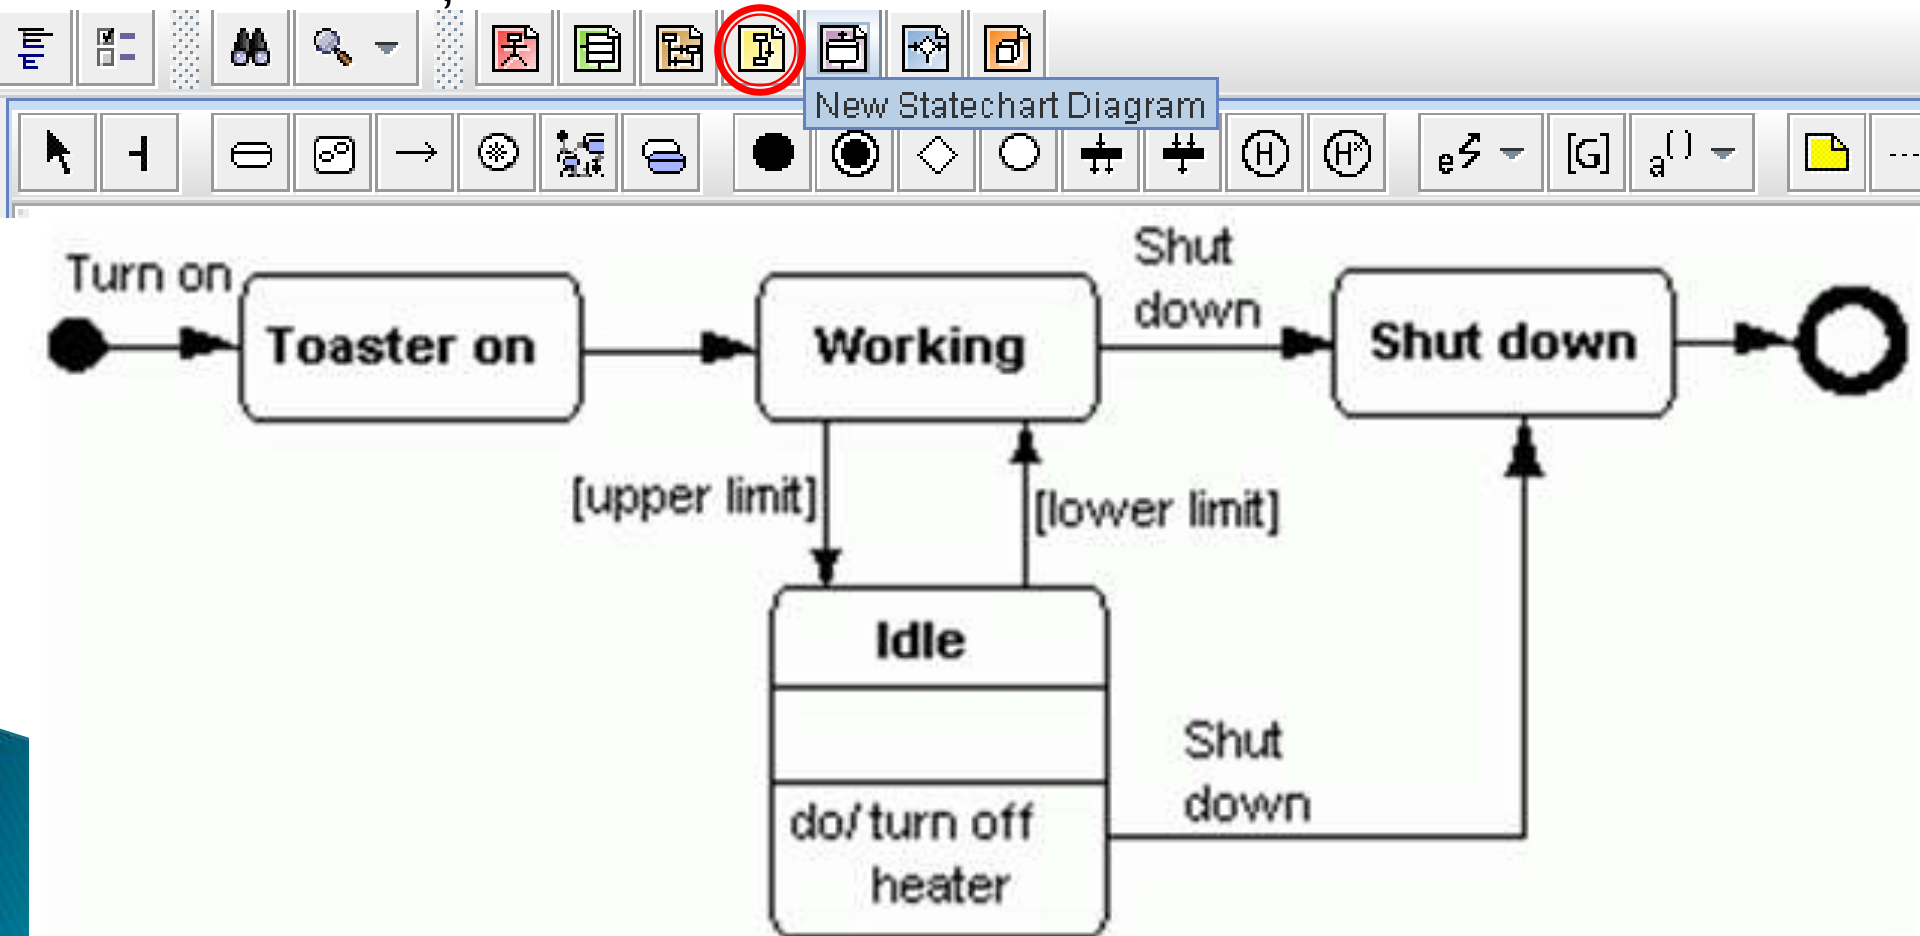 New Statechart Diagram
H
H*
e
[G]
a()
Turn on
Toaster on
Working
Shut
down
Shut down
[upper limit]
[lower limit]
Idle
do/ turn off
heater
Shut
down